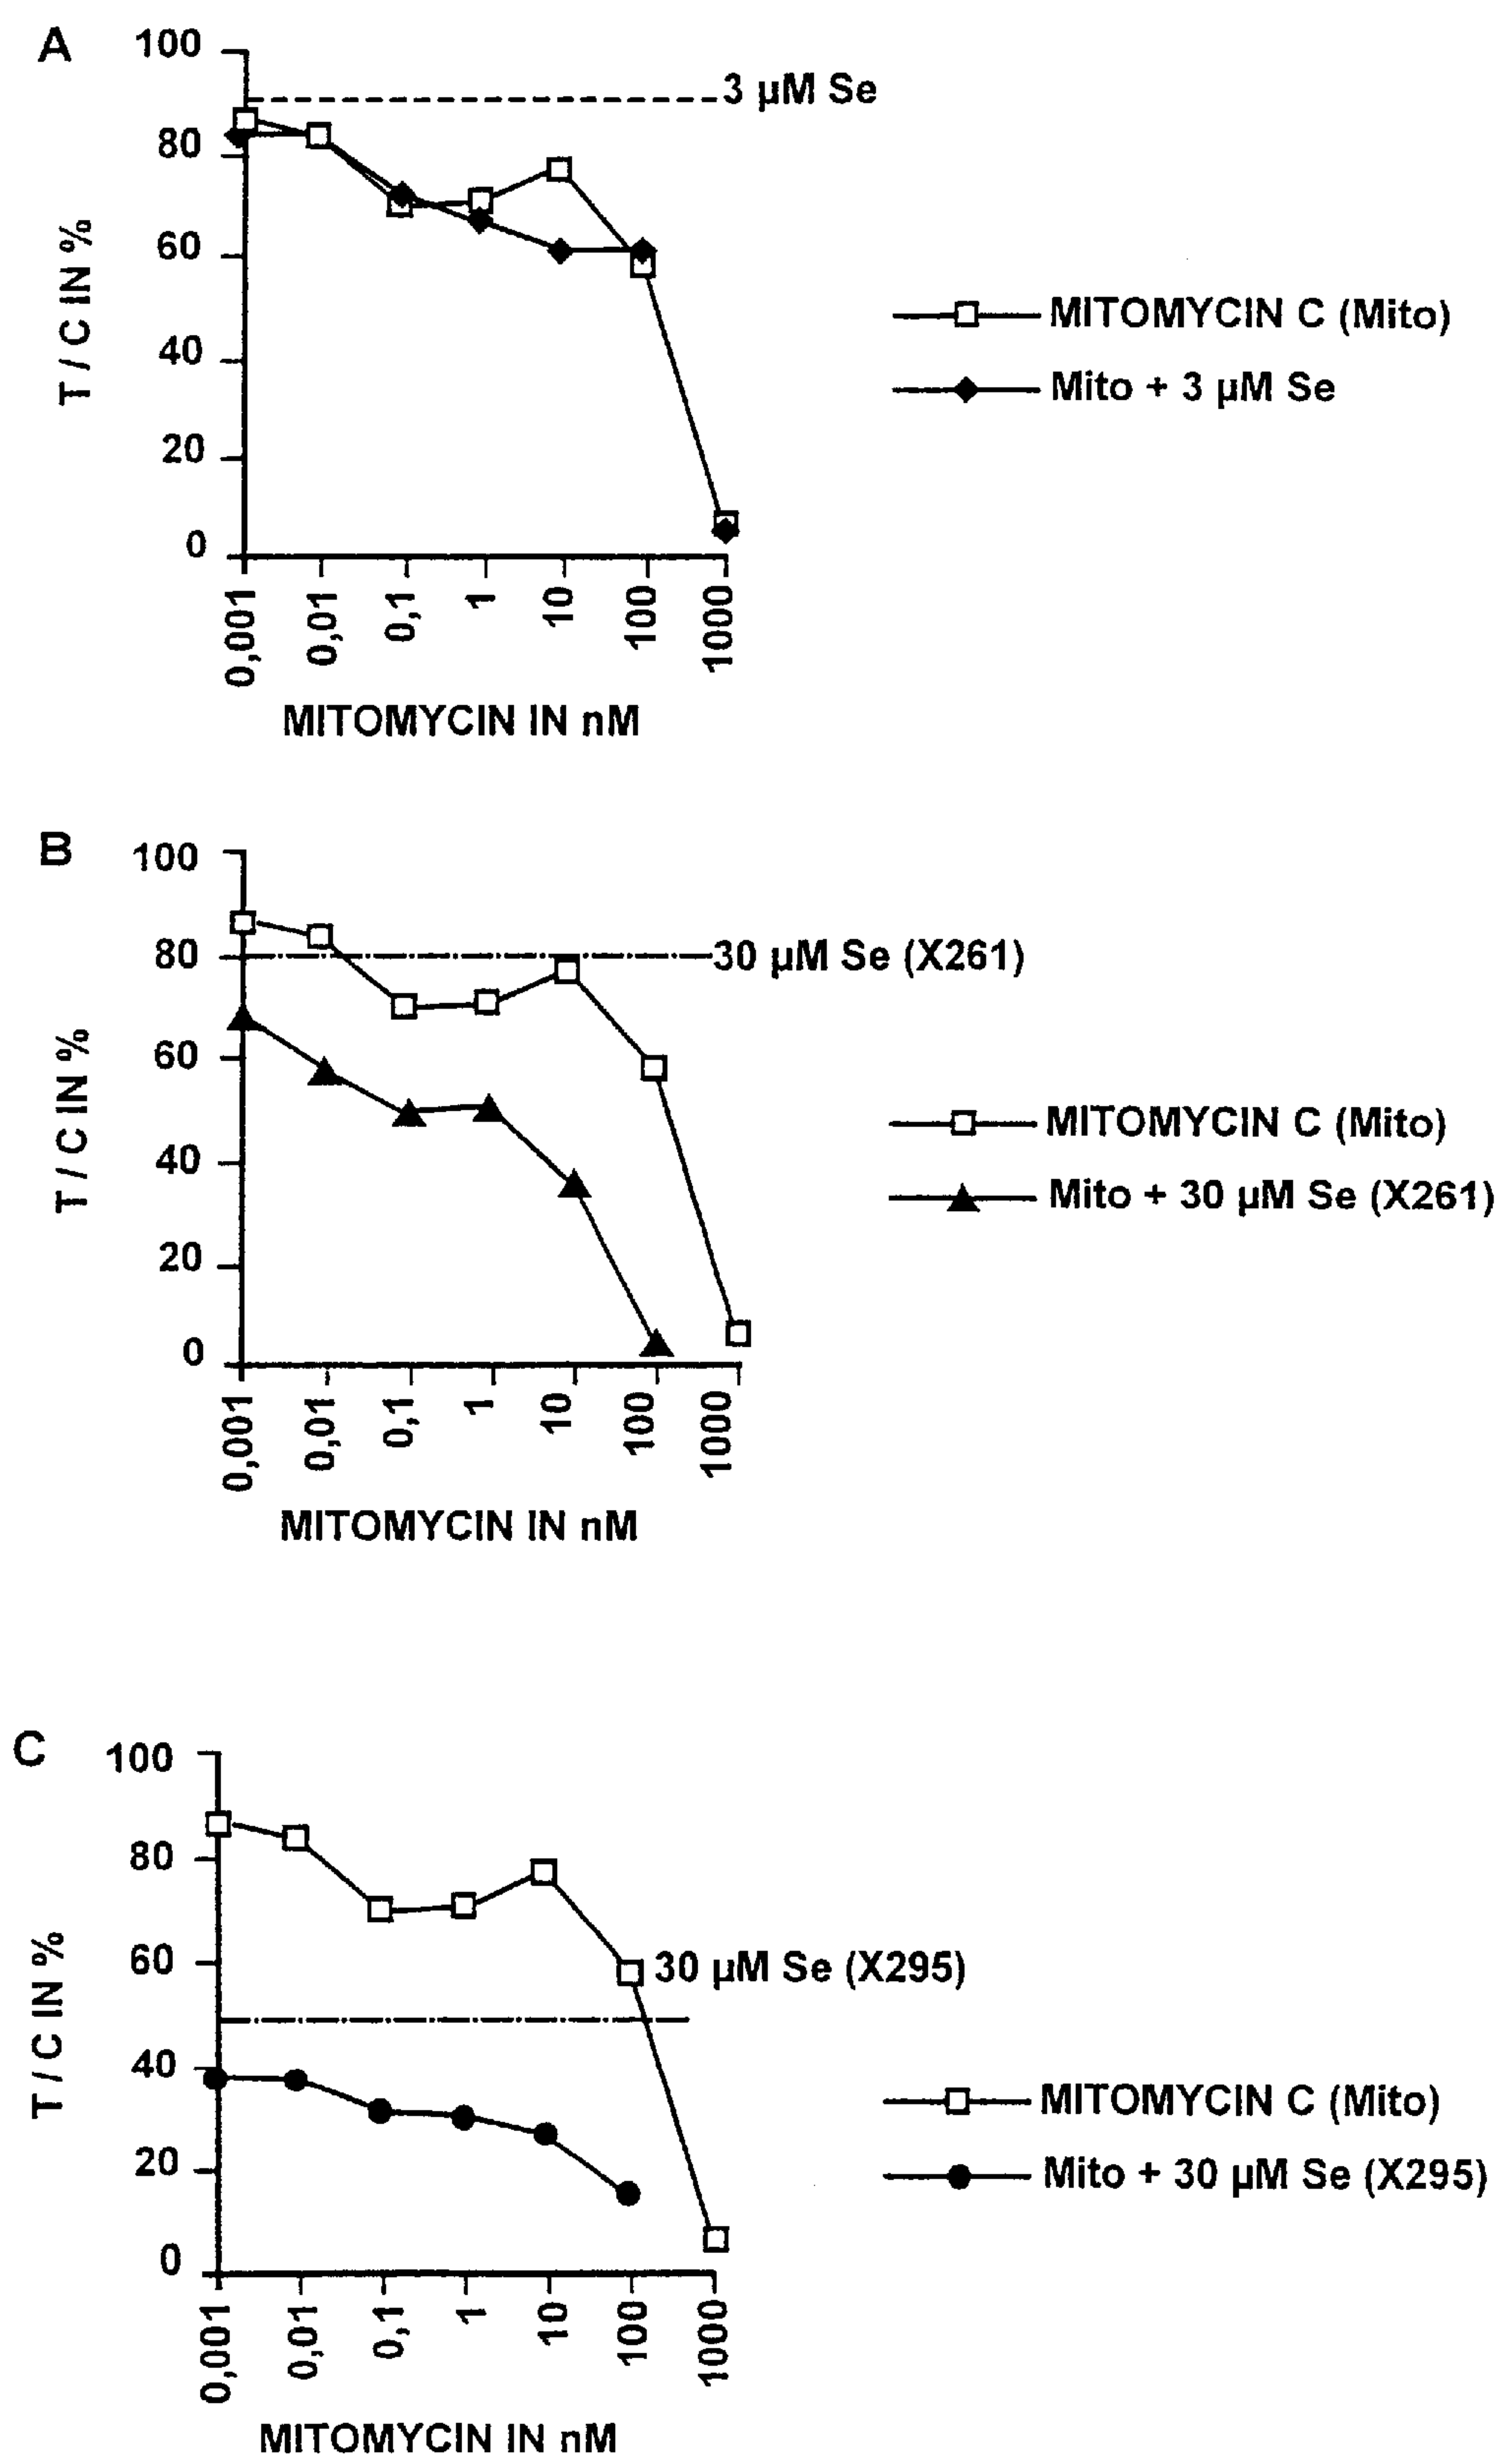 A
100
80
60
40
20
0
T / C IN %
3 µM Se
0,001
0,01
0,1
1
10
100
1000
MITOMYCIN IN nM
MITOMYCIN C (Mito)
Mito + 3 µM Se
B
100
80
60
40
20
0
T / C IN %
30 µM Se (X261)
0,001
0,01
0,1
1
10
100
1000
MITOMYCIN IN nM
MITOMYCIN C (Mito)
Mito + 30 µM Se (X261)
C
100
80
60
40
20
0
T / C IN %
30 µM Se (X295)
0,001
0,01
0,1
1
10
100
1000
MITOMYCIN IN nM
MITOMYCIN C (Mito)
Mito + 30 µM Se (X295)